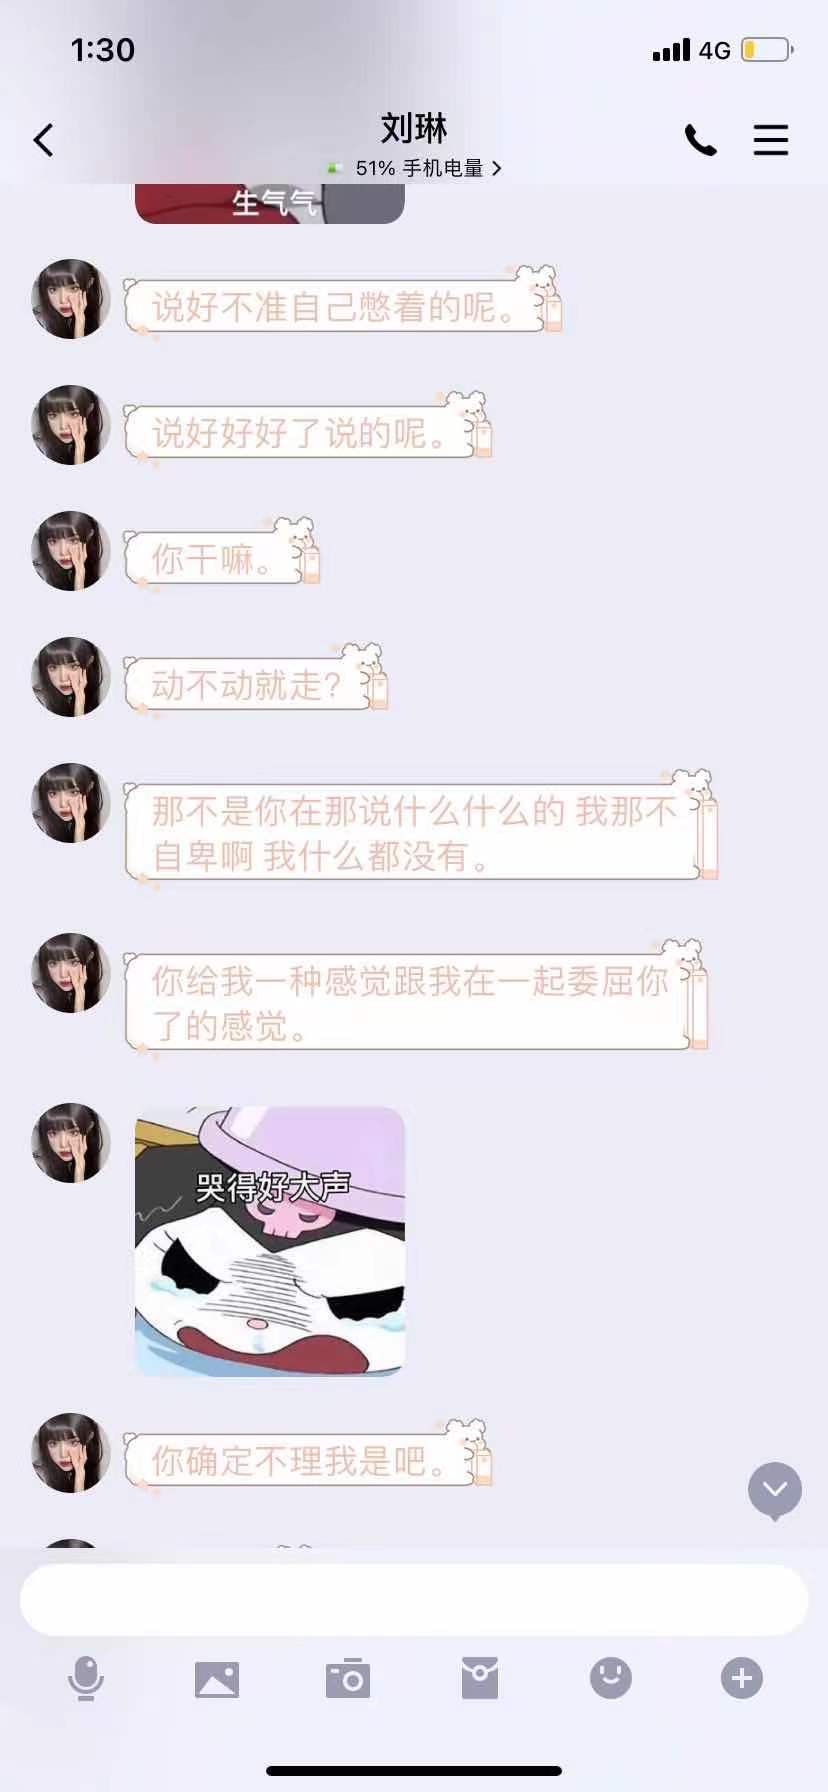 1:30
4G
刘琳
51% 手机电量
生气气
说好不准自己憋着的呢。
说好好好了说的呢。
你干嘛。
动不动就走?
那不是你在那说什么什么的 我那不
自卑啊 我什么都没有。
你给我一种感觉跟我在一起委屈你
了的感觉。
哭得好大声
你确定不理我是吧。